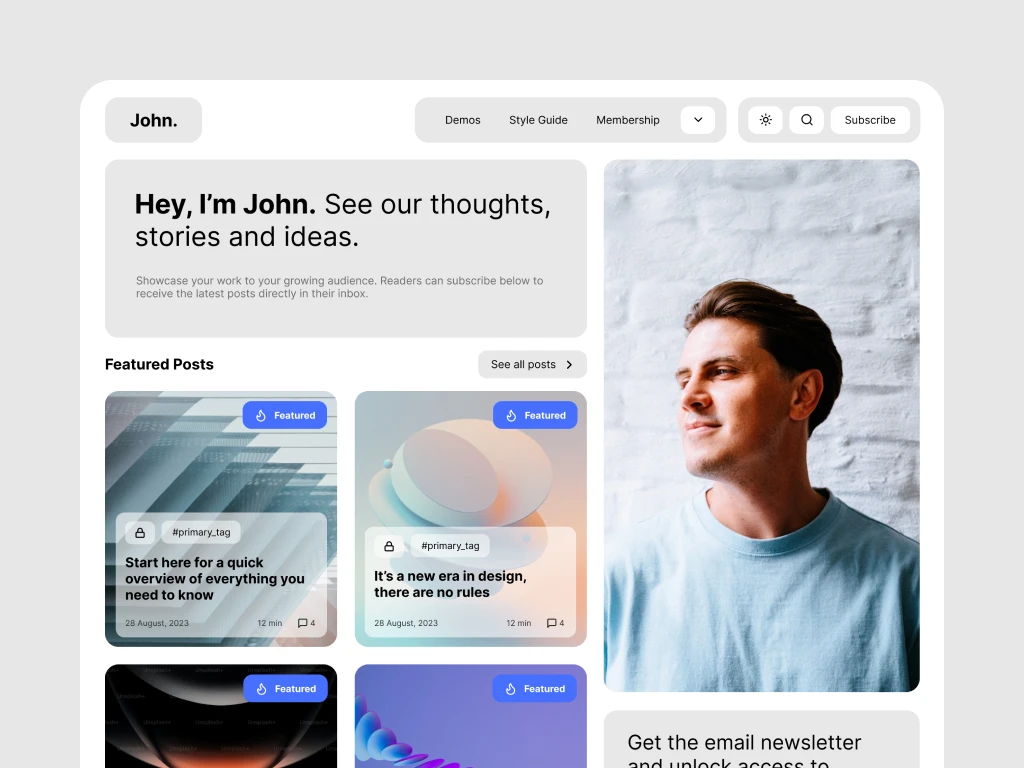 John.
Demos
Style Guide
Membership
Subscribe
Hey, I’m John. See our thoughts,
stories and ideas.
Showcase your work to your growing audience. Readers can subscribe below to
receive the latest posts directly in their inbox.
Featured Posts
See all posts
Featured
#primary_tag
Start here for a quick
overview of everything you
need to know
28 August, 2023
12 min
4
Featured
#primary_tag
It’s a new era in design,
there are no rules
28 August, 2023
12 min
4
Featured
Featured
Get the email newsletter
and unlock access to